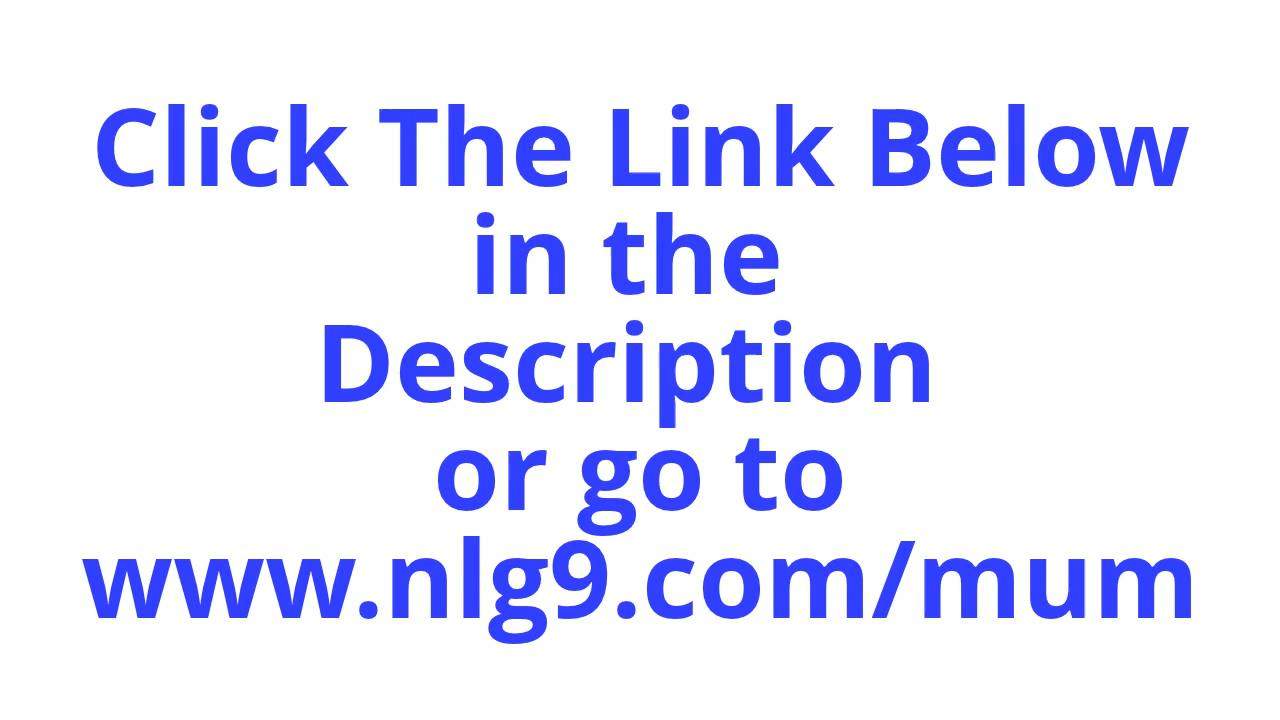 Click The Link Below
in the
Description
or go to
www.nlg9.com/mum